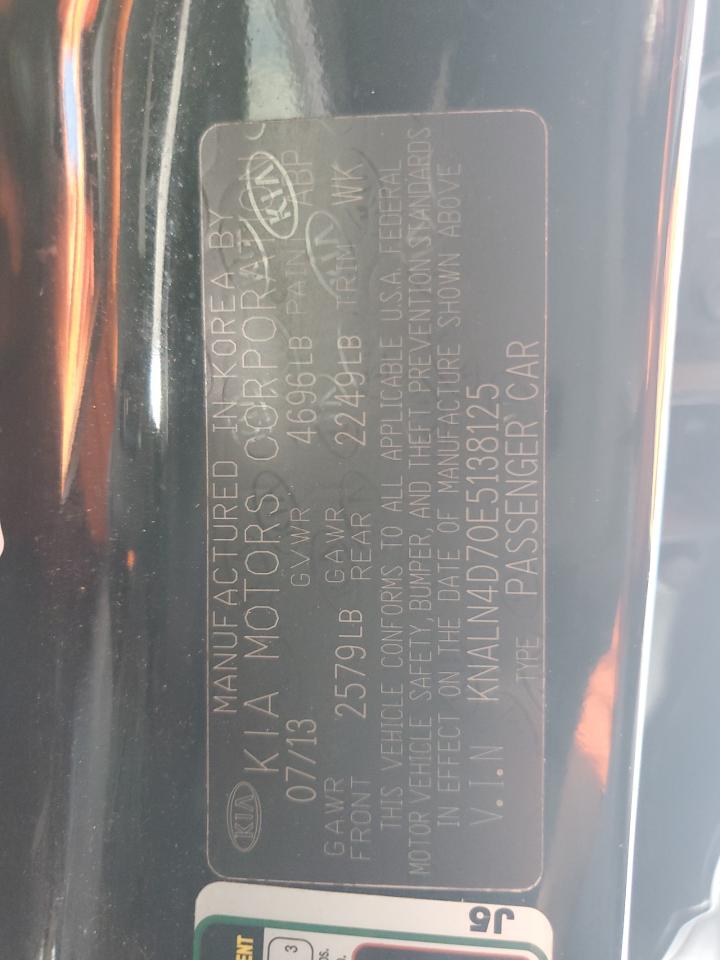 KIA
MANUFACTURED IN KOREA BY
KIA MOTORS CORPORATION
07/13 GVWR 4696LB PAINT ABP
GAWR FRONT 2579LB GAWR REAR 2249LB TRIM WK
THIS VEHICLE CONFORMS TO ALL APPLICABLE U.S.A. FEDERAL
MOTOR VEHICLE SAFETY, BUMPER, AND THEFT PREVENTION STANDARDS
IN EFFECT ON THE DATE OF MANUFACTURE SHOWN ABOVE
V.I.N KNALN4D70E5138125
TYPE PASSENGER CAR
J5
3